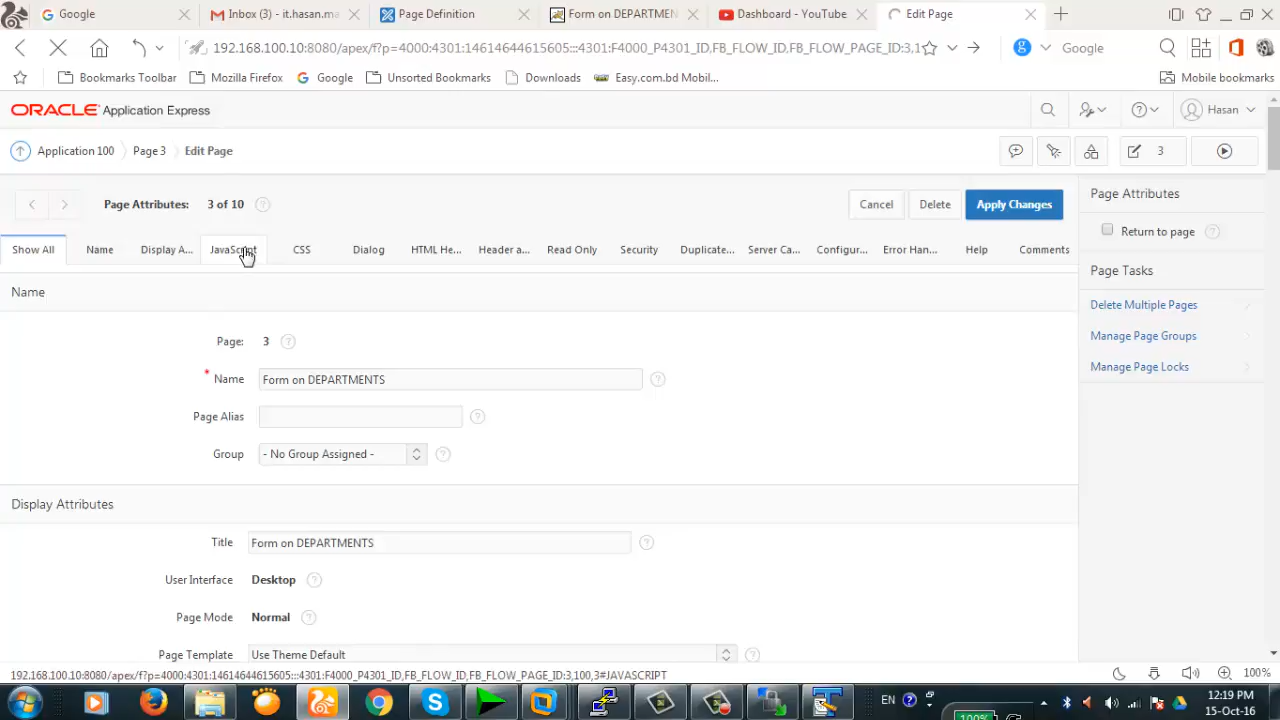 Google
Inbox (3) - it.hasan.ma
Page Definition
Form on DEPARTMEN
Dashboard - YouTube
Edit Page
192.168.100.10:8080/apex/f?p=4000:4301:14614644615605:::4301:F4000_P4301_ID,FB_FLOW_ID,FB_FLOW_PAGE_ID:3,1
Google
Bookmarks Toolbar
Mozilla Firefox
Google
Unsorted Bookmarks
Downloads
Easy.com.bd Mobil...
Mobile bookmarks
ORACLE Application Express
Hasan
Application 100
Page 3
Edit Page
3
Page Attributes: 3 of 10
Cancel
Delete
Apply Changes
Page Attributes
Return to page
Show All
Name
Display A...
JavaScript
CSS
Dialog
HTML He...
Header a...
Read Only
Security
Duplicate...
Server Ca...
Configur...
Error Han...
Help
Comments
Page Tasks
Delete Multiple Pages
Manage Page Groups
Manage Page Locks
Name
Page: 3
* Name Form on DEPARTMENTS
Page Alias
Group - No Group Assigned -
Display Attributes
Title Form on DEPARTMENTS
User Interface Desktop
Page Mode Normal
Page Template Use Theme Default
192.168.100.10:8080/apex/f?p=4000:4301:14614644615605:::4301:F4000_P4301_ID,FB_FLOW_ID,FB_FLOW_PAGE_ID:3,100,3#JAVASCRIPT
100%
EN
100%
12:19 PM
15-Oct-16